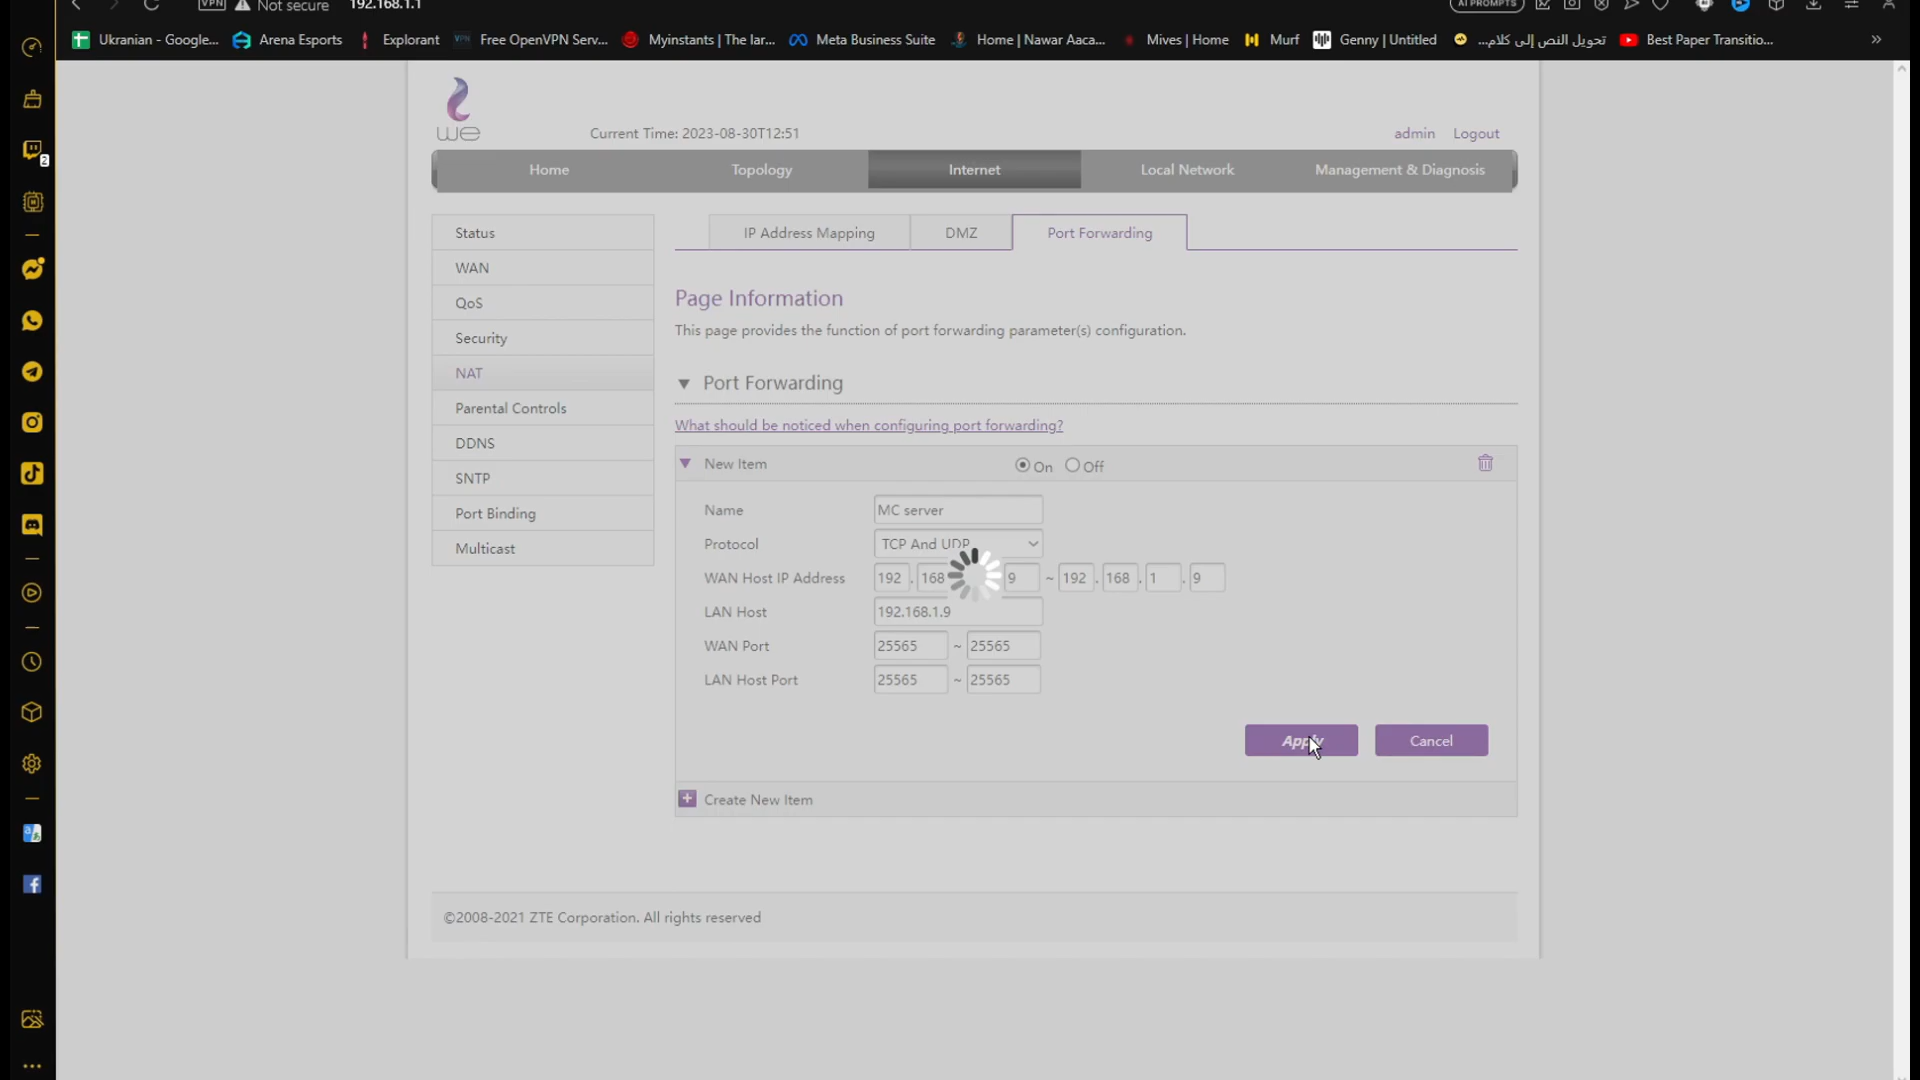 VPN Not secure 192.168.1.1 AI PROMPTS
Ukranian - Google... Arena Esports Explorant VPN Free OpenVPN Serv... Myinstants | The lar... Meta Business Suite Home | Nawar Aaca... Mives | Home Murf Genny | Untitled تحويل النص إلى كلام... Best Paper Transitio... »
we
Current Time: 2023-08-30T12:51 admin Logout
Home Topology Internet Local Network Management & Diagnosis
Status
WAN
QoS
Security
NAT
Parental Controls
DDNS
SNTP
Port Binding
Multicast
IP Address Mapping DMZ Port Forwarding
Page Information
This page provides the function of port forwarding parameter(s) configuration.
Port Forwarding
What should be noticed when configuring port forwarding?
New Item On Off
Name MC server
Protocol TCP And UDP
WAN Host IP Address 192 . 168 9 ~ 192 . 168 . 1 . 9
LAN Host 192.168.1.9
WAN Port 25565 ~ 25565
LAN Host Port 25565 ~ 25565
Apply Cancel
Create New Item
©2008-2021 ZTE Corporation. All rights reserved
2